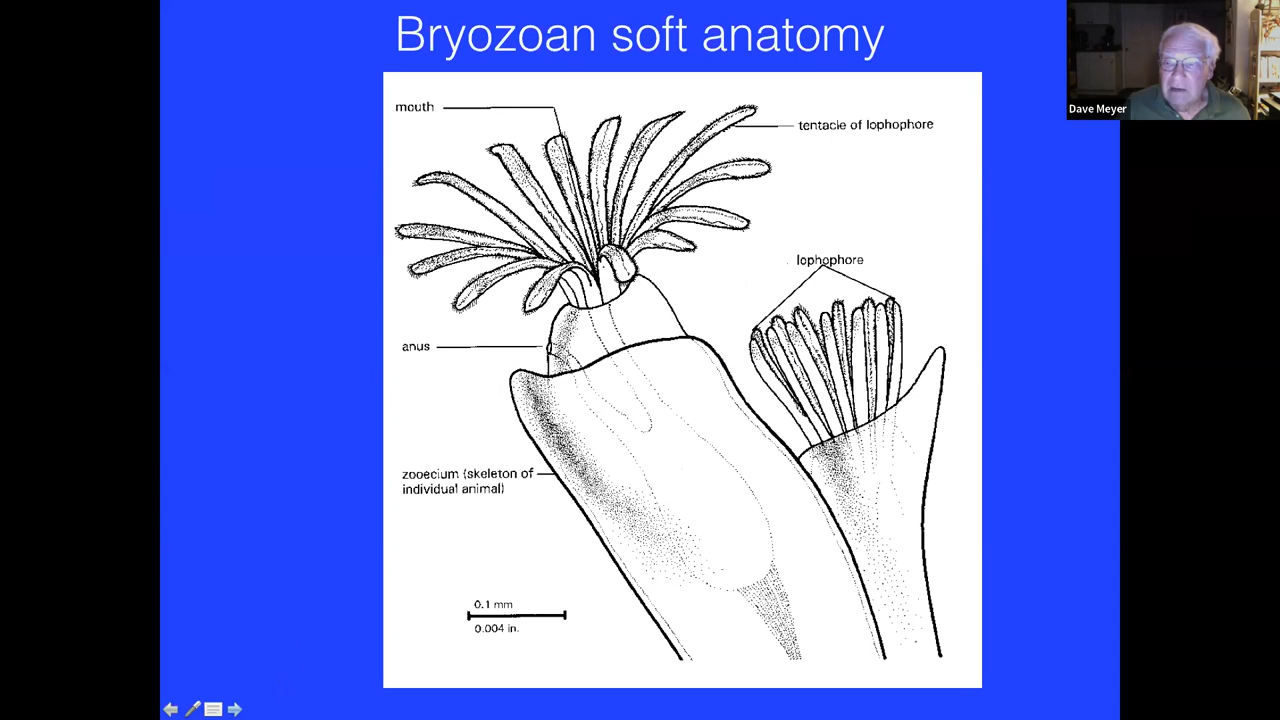 Bryozoan soft anatomy
Dave Meyer
mouth
tentacle of lophophore
lophophore
anus
zooecium (skeleton of
individual animal)
0.1 mm
0.004 in.